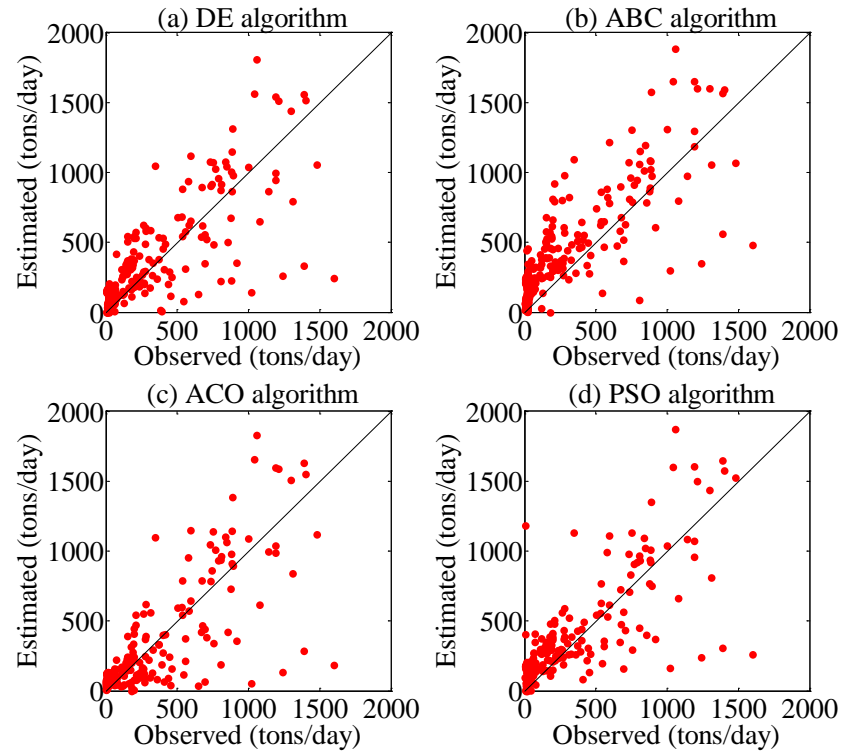 (a) DE algorithm
2000
1500
1000
500
0
0 500 1000 1500 2000
Estimated (tons/day)
Observed (tons/day)
(b) ABC algorithm
2000
1500
1000
500
0
0 500 1000 1500 2000
Estimated (tons/day)
Observed (tons/day)
(c) ACO algorithm
2000
1500
1000
500
0
0 500 1000 1500 2000
Estimated (tons/day)
Observed (tons/day)
(d) PSO algorithm
2000
1500
1000
500
0
0 500 1000 1500 2000
Estimated (tons/day)
Observed (tons/day)